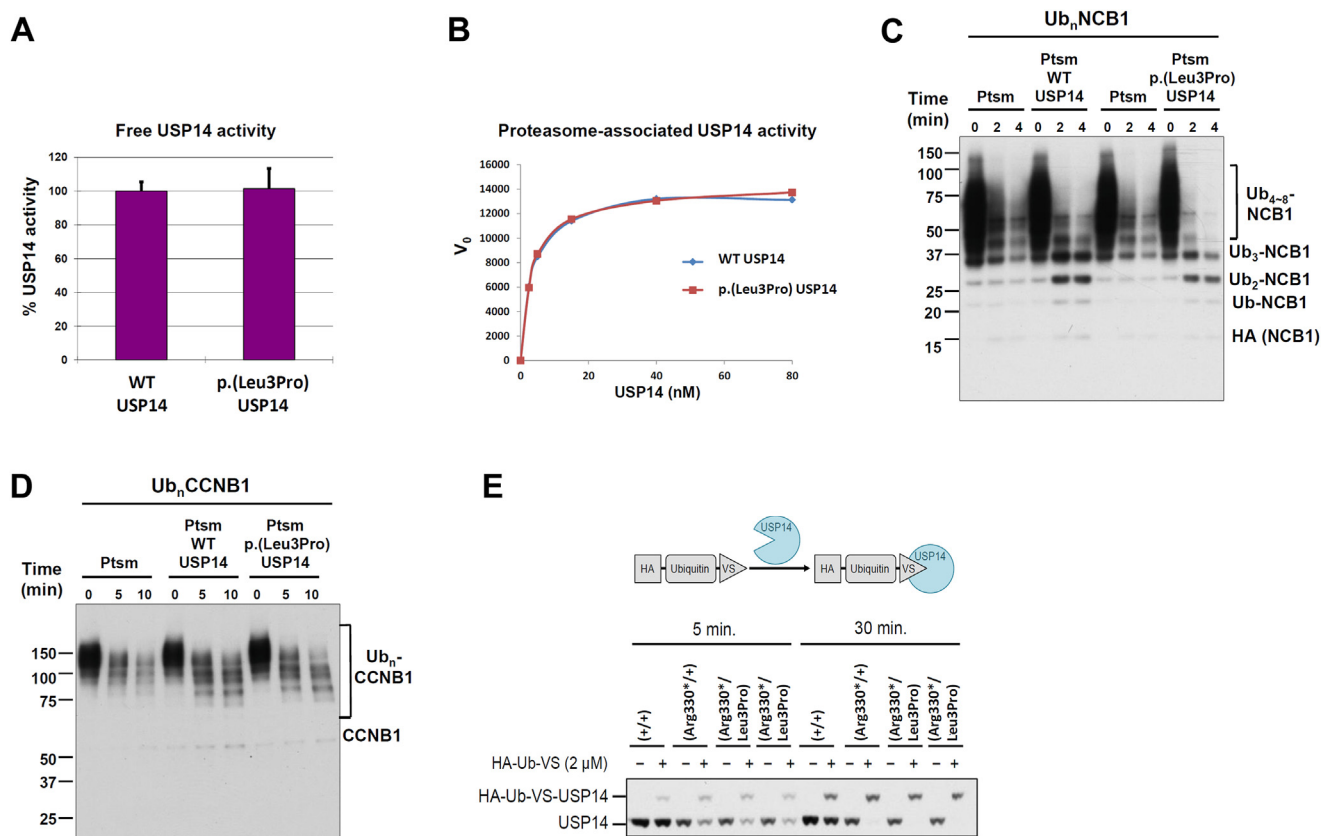 A
Free USP14 activity
% USP14 activity
120
100
80
60
40
20
0
WT
USP14
p.(Leu3Pro)
USP14
B
Proteasome-associated USP14 activity
V₀
16000
14000
12000
10000
8000
6000
4000
2000
0
0 20 40 60 80
USP14 (nM)
WT USP14
p.(Leu3Pro) USP14
C
UbₙNCB1
Time
(min)
Ptsm
Ptsm
WT
USP14
Ptsm
Ptsm
p.(Leu3Pro)
USP14
0 2 4 0 2 4 0 2 4 0 2 4
150
100
75
50
37
25
20
15
Ub₄~₈-
NCB1
Ub₃-NCB1
Ub₂-NCB1
Ub-NCB1
HA (NCB1)
D
UbₙCCNB1
Time
(min)
Ptsm
Ptsm
WT
USP14
Ptsm
p.(Leu3Pro)
USP14
0 5 10 0 5 10 0 5 10
150
100
75
50
37
25
Ubₙ-
CCNB1
CCNB1
E
USP14
HA Ubiquitin VS
HA Ubiquitin VS USP14
5 min. 30 min.
(+/+)
(Arg330*/+)
(Arg330*/
Leu3Pro)
(Arg330*/
Leu3Pro)
(+/+)
(Arg330*/+)
(Arg330*/
Leu3Pro)
(Arg330*/
Leu3Pro)
HA-Ub-VS (2 µM) – + – + – + – + – + – + – + – +
HA-Ub-VS-USP14
USP14